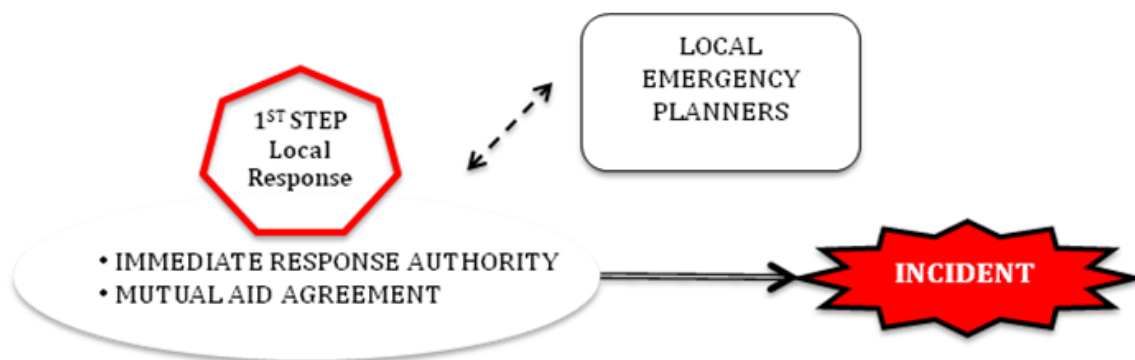 1ST STEP
Local
Response
LOCAL
EMERGENCY
PLANNERS
• IMMEDIATE RESPONSE AUTHORITY
• MUTUAL AID AGREEMENT
INCIDENT